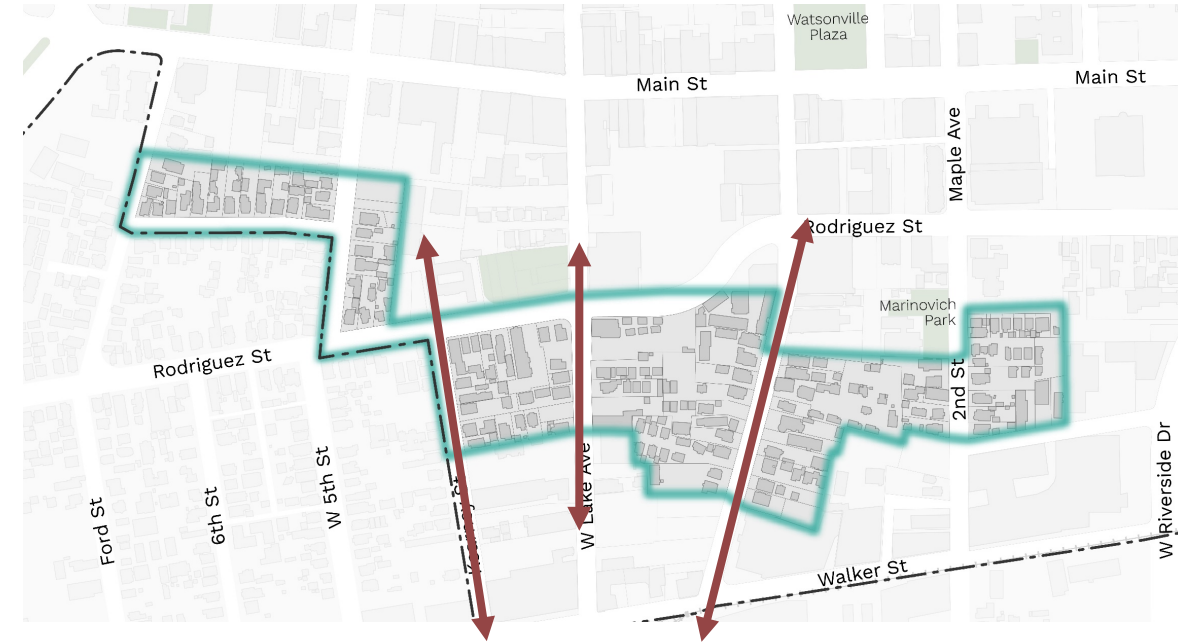 Watsonville
Plaza
Main St
Main St
Maple Ave
Rodriguez St
Marinovich
Park
Rodriguez St
2nd St
W 5th St
W Lake Ave
W Riverside Dr
6th St
Ford St
Walker St